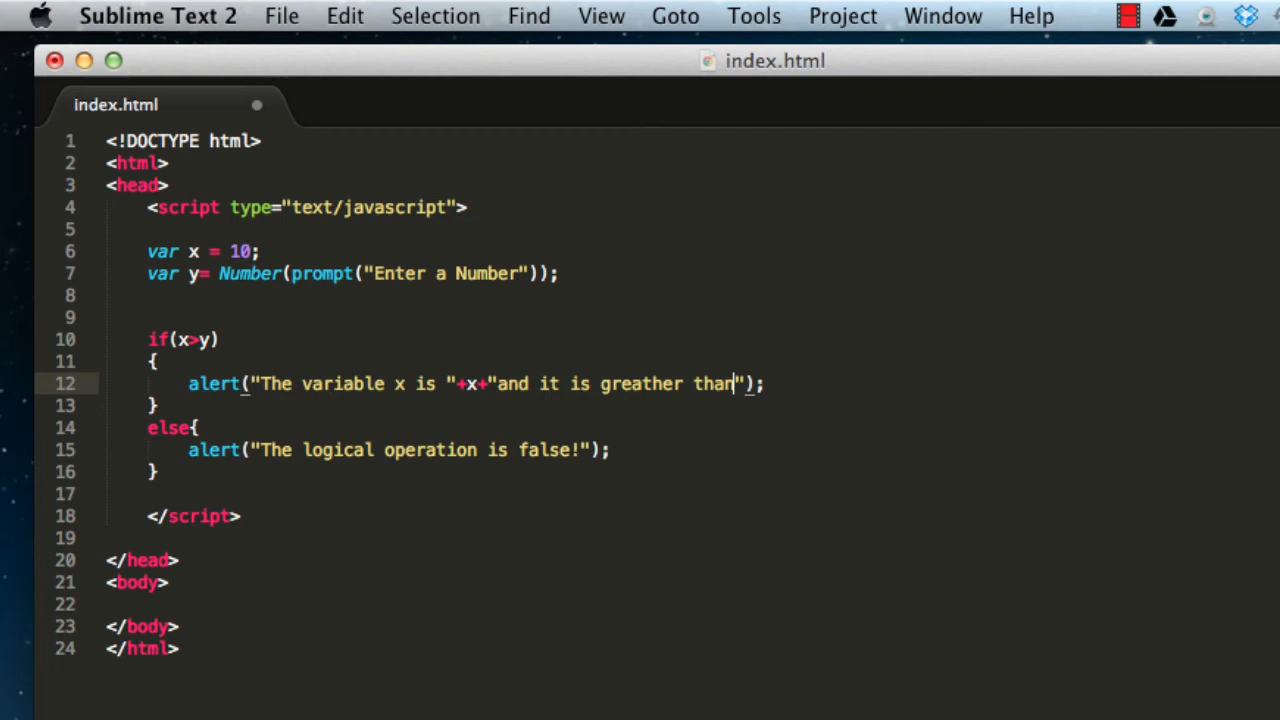 Sublime Text 2 File Edit Selection Find View Goto Tools Project Window Help
index.html
index.html
1 <!DOCTYPE html>
2 <html>
3 <head>
4 <script type="text/javascript">
5
6 var x = 10;
7 var y= Number(prompt("Enter a Number"));
8
9
10 if(x>y)
11 {
12 alert("The variable x is "+x+"and it is greather than");
13 }
14 else{
15 alert("The logical operation is false!");
16 }
17
18 </script>
19
20 </head>
21 <body>
22
23 </body>
24 </html>